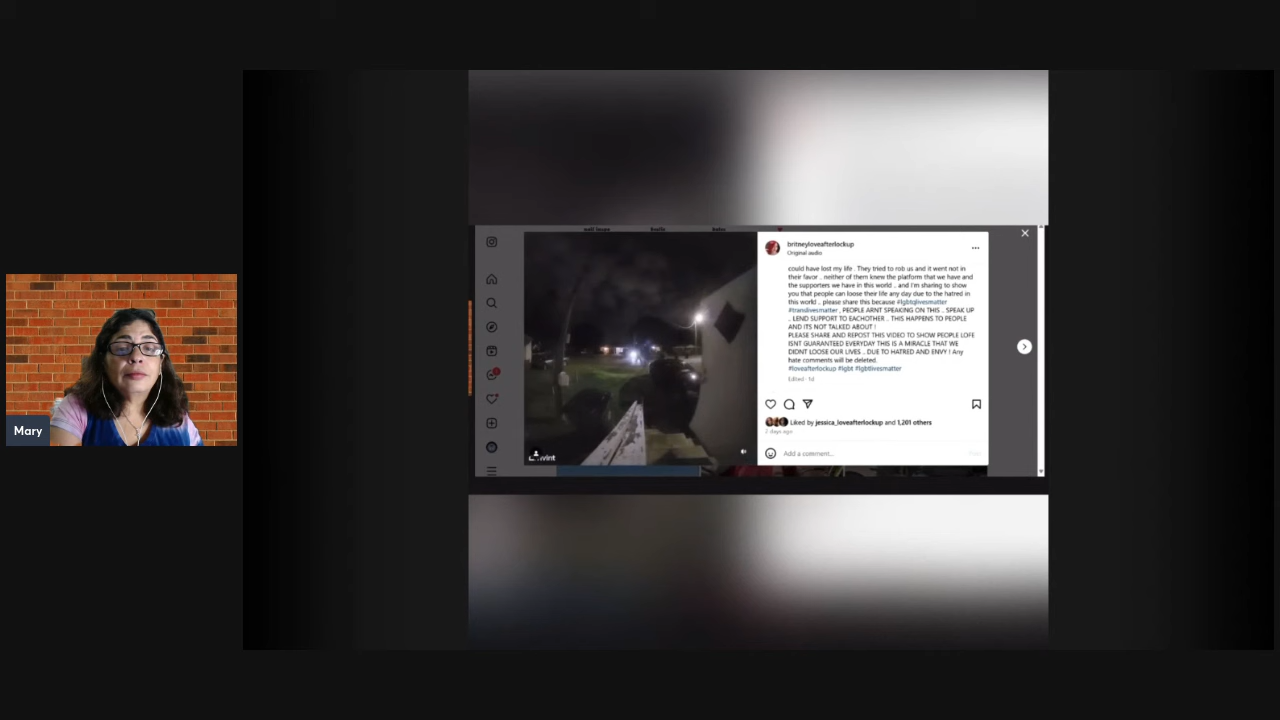 Mary
britneyloveafterlockup
Original audio
could have lost my life . They tried to rob us and it went not in
their favor .. neither of them knew the platform that we have and
the supporters we have in this world .. and I'm sharing to show
you that people can loose their life any day due to the hatred in
this world .. please share this because #lgbtqlivesmatter
#translivesmatter , PEOPLE ARNT SPEAKING ON THIS . SPEAK UP
.. LEND SUPPORT TO EACHOTHER .. THIS HAPPENS TO PEOPLE
AND ITS NOT TALKED ABOUT !
PLEASE SHARE AND REPOST THIS VIDEO TO SHOW PEOPLE LOFE
ISNT GUARANTEED EVERYDAY THIS IS A MIRACLE THAT WE
DIDNT LOOSE OUR LIVES .. DUE TO HATRED AND ENVY ! Any
hate comments will be deleted.
#loveafterlockup #lgbt #lgbtlivesmatter
Edited · 1d
Liked by jessica_loveafterlockup and 1,201 others
2 days ago
Add a comment...